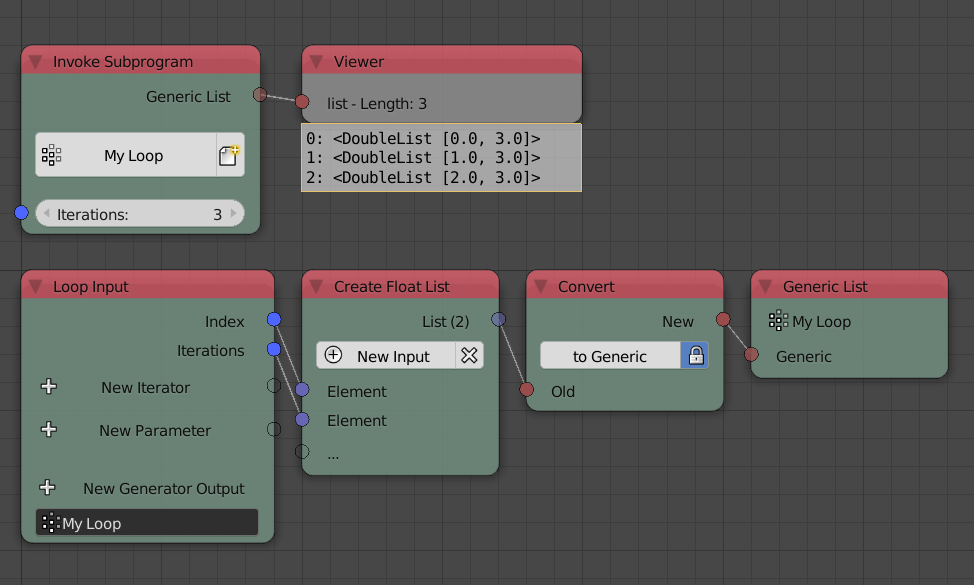 Invoke Subprogram
Generic List
My Loop
Iterations: 3
Viewer
list - Length: 3
0: <DoubleList [0.0, 3.0]>
1: <DoubleList [1.0, 3.0]>
2: <DoubleList [2.0, 3.0]>
Loop Input
Index
Iterations
New Iterator
New Parameter
New Generator Output
My Loop
Create Float List
List (2)
New Input
Element
Element
...
Convert
New
to Generic
Old
Generic List
My Loop
Generic